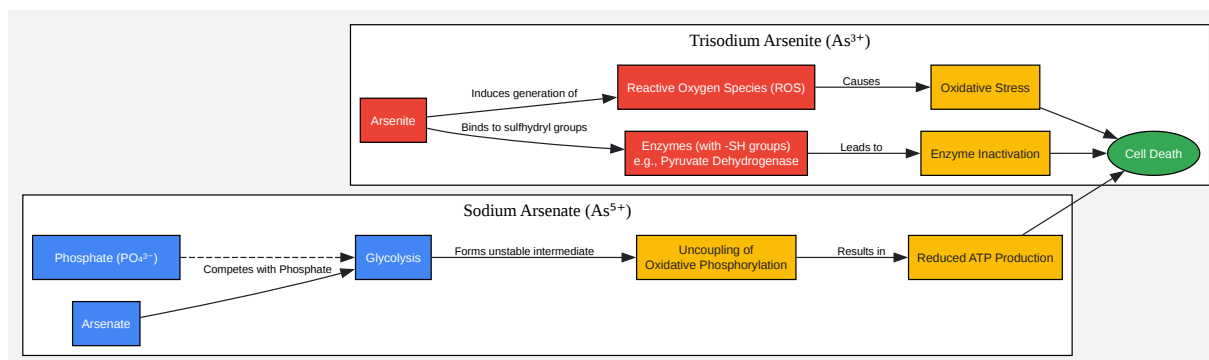 Trisodium Arsenite (As³⁺)
Arsenite
Induces generation of
Reactive Oxygen Species (ROS)
Causes
Oxidative Stress
Binds to sulfhydryl groups
Enzymes (with -SH groups)
e.g., Pyruvate Dehydrogenase
Leads to
Enzyme Inactivation
Cell Death
Sodium Arsenate (As⁵⁺)
Phosphate (PO₄³⁻)
Competes with Phosphate
Glycolysis
Forms unstable intermediate
Uncoupling of
Oxidative Phosphorylation
Results in
Reduced ATP Production
Arsenate